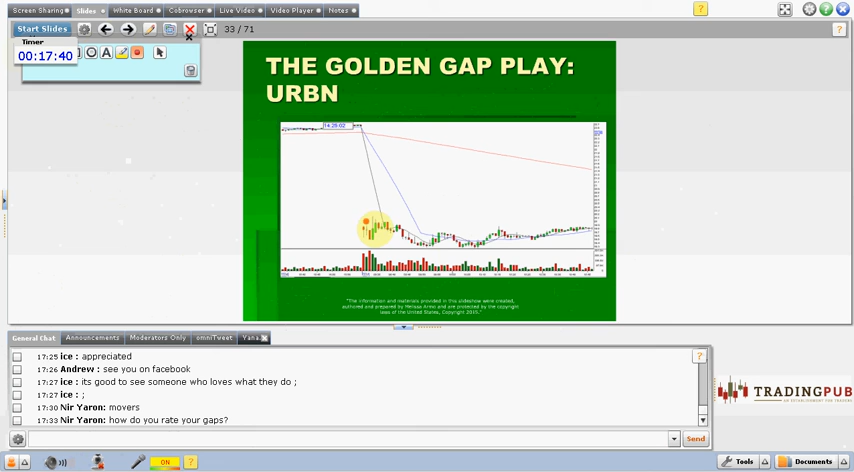 Screen Sharing
Slides
White Board
Cobrowser
Live Video
Video Player
Notes
?
?
Start Slides
33 / 71
?
Timer
00:17:40
A
THE GOLDEN GAP PLAY:
URBN
14:29:02
"The information and materials provided in this slideshow were created,
authored and prepared by Melissa Armo and are protected by the copyright
laws of the United States, Copyright 2015."
General Chat
Announcements
Moderators Only
omniTweet
Yana.
17:25 ice : appreciated
17:26 Andrew : see you on facebook
17:27 ice : its good to see someone who loves what they do ;
17:27 ice : ;
17:30 Nir Yaron: movers
17:33 Nir Yaron: how do you rate your gaps?
?
Send
TRADINGPUB
AN ESTABLISHMENT FOR TRADERS
ON
?
Tools
Documents